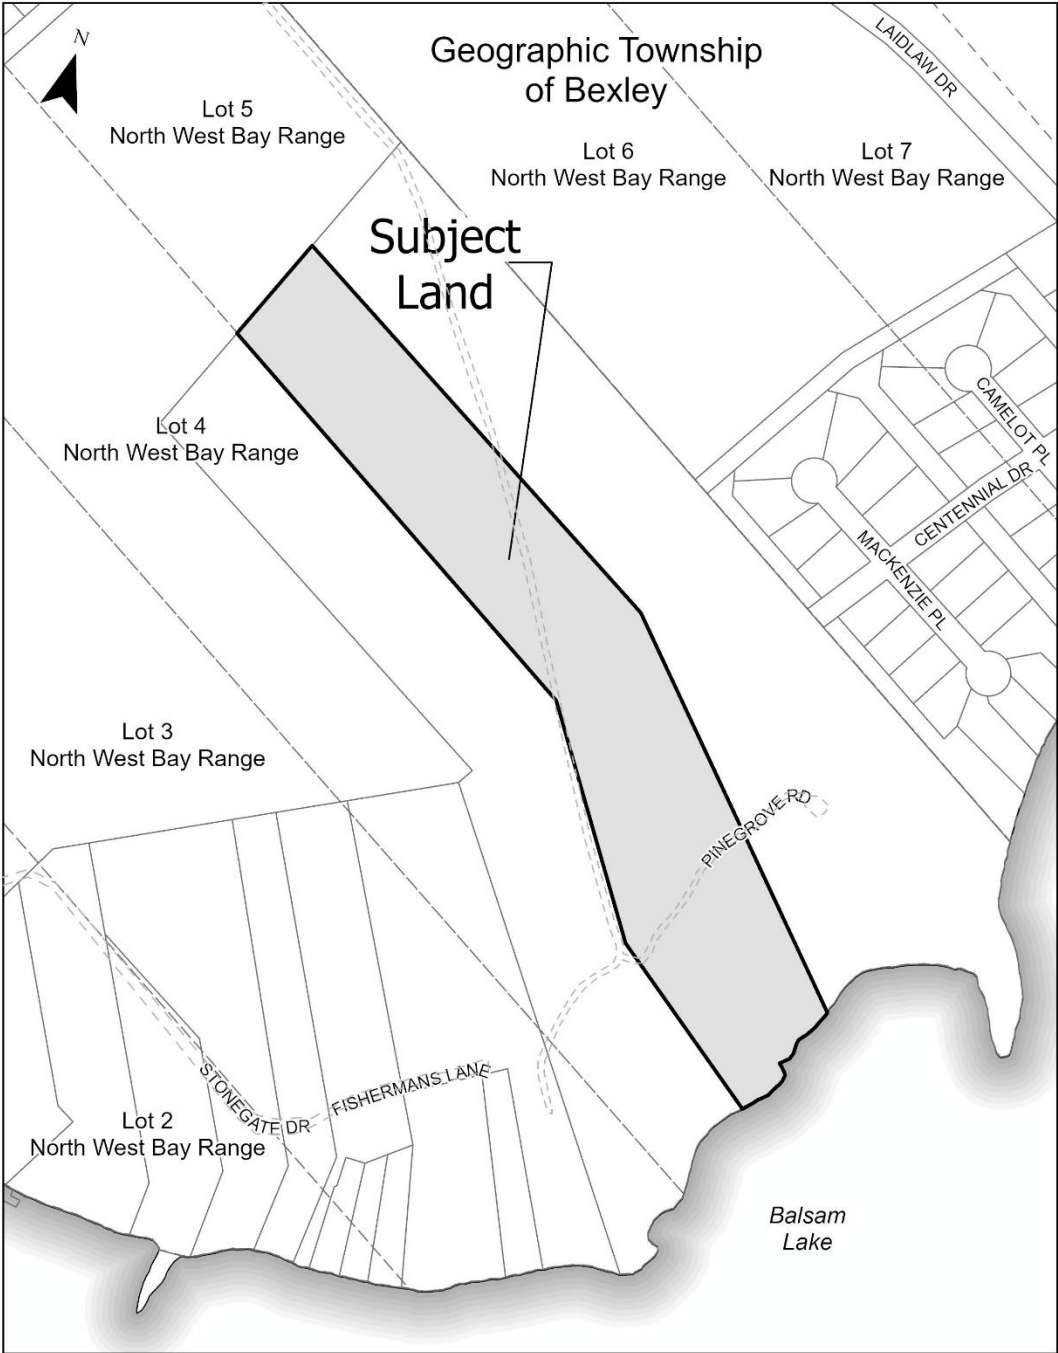 N
Geographic Township
of Bexley
LAIDLAW DR
Lot 5
North West Bay Range
Lot 6
North West Bay Range
Lot 7
North West Bay Range
Subject
Land
CAMELOT PL
Lot 4
North West Bay Range
CENTENNIAL DR
MACKENZIE PL
Lot 3
North West Bay Range
PINEGROVE RD
STONEGATE DR
FISHERMANS LANE
Lot 2
North West Bay Range
Balsam
Lake